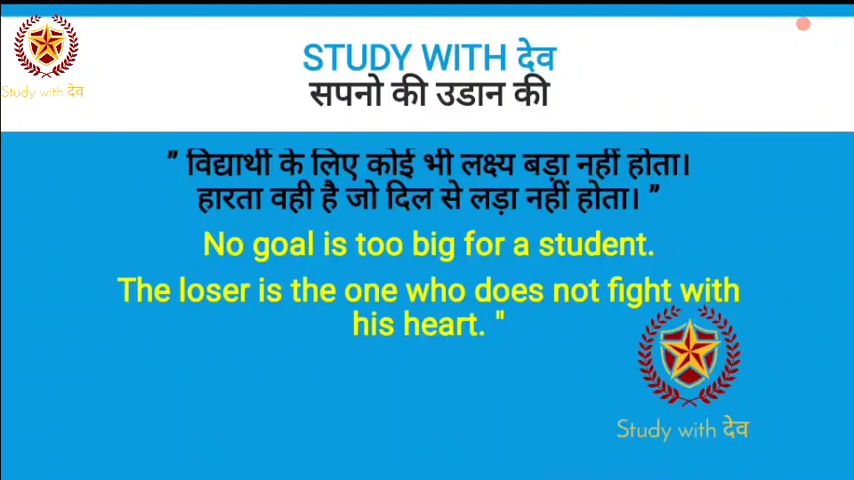 Study with देव
STUDY WITH देव
सपनो की उडान की
" विद्यार्थी के लिए कोई भी लक्ष्य बड़ा नहीं होता।
हारता वही है जो दिल से लड़ा नहीं होता। "
No goal is too big for a student.
The loser is the one who does not fight with
his heart. "
Study with देव